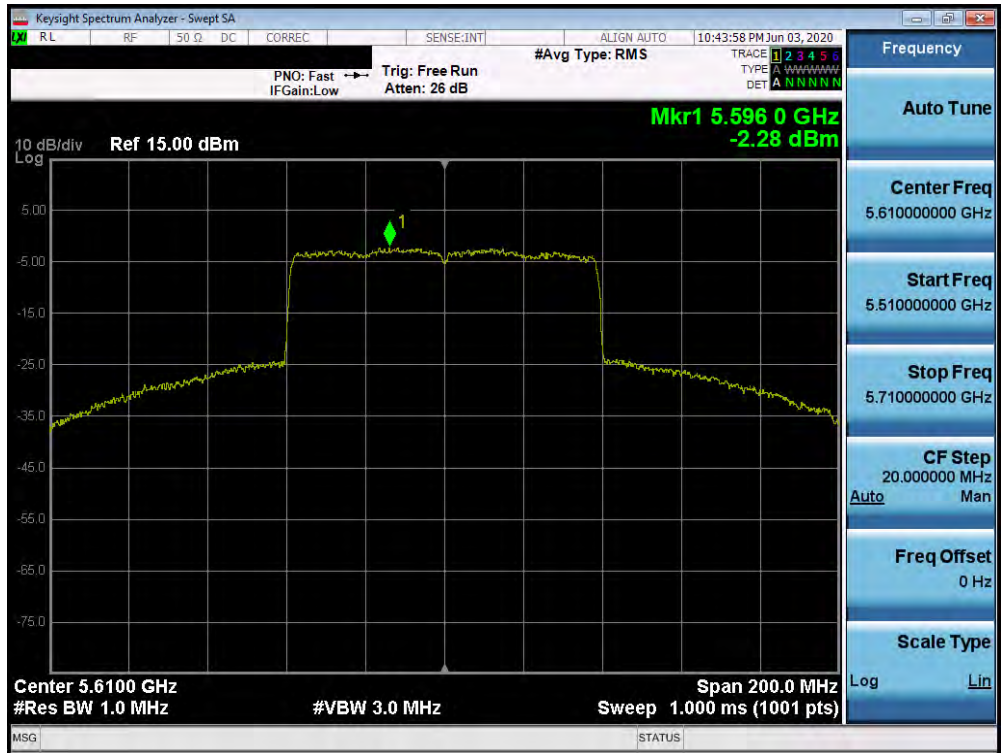 Keysight Spectrum Analyzer - Swept SA
LXI RL RF 50 Ω DC CORREC SENSE:INT ALIGN AUTO 10:43:58 PM Jun 03, 2020
#Avg Type: RMS TRACE 1 2 3 4 5 6
PNO: Fast Trig: Free Run TYPE A WWWWW
IFGain:Low Atten: 26 dB DET A N N N N N
Mkr1 5.596 0 GHz
-2.28 dBm
10 dB/div Ref 15.00 dBm
Log
1
5.00
-5.00
-15.0
-25.0
-35.0
-45.0
-55.0
-65.0
-75.0
Center 5.6100 GHz Span 200.0 MHz
#Res BW 1.0 MHz #VBW 3.0 MHz Sweep 1.000 ms (1001 pts)
MSG STATUS
Frequency
Auto Tune
Center Freq
5.610000000 GHz
Start Freq
5.510000000 GHz
Stop Freq
5.710000000 GHz
CF Step
20.000000 MHz
Auto Man
Freq Offset
0 Hz
Scale Type
Log Lin